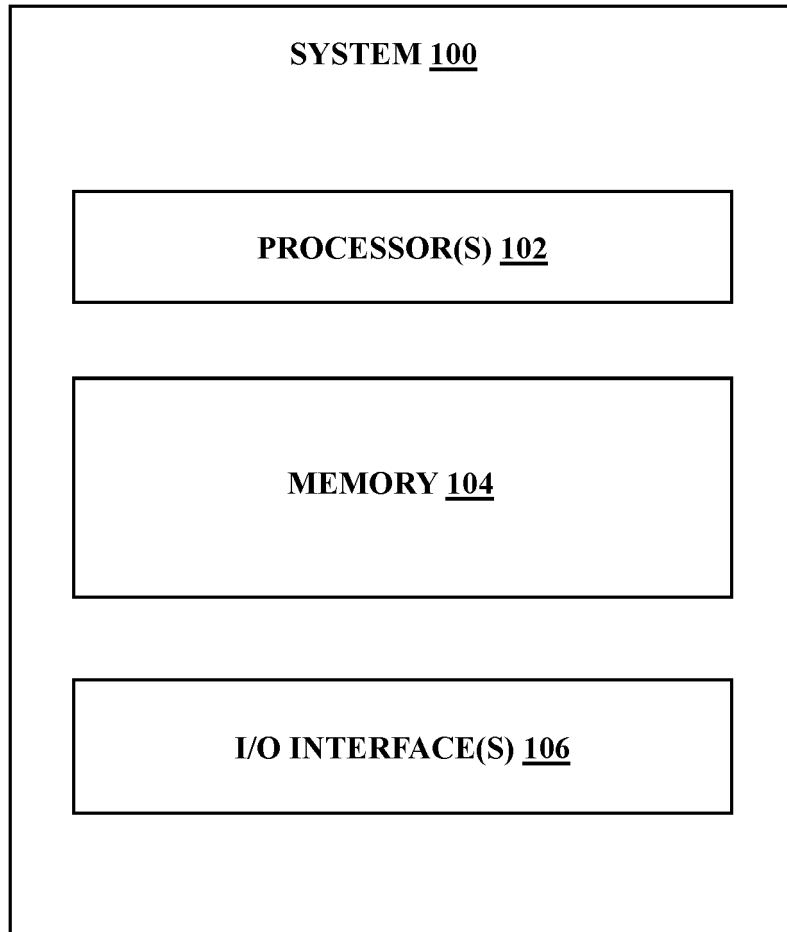 SYSTEM 100
PROCESSOR(S) 102
MEMORY 104
I/O INTERFACE(S) 106